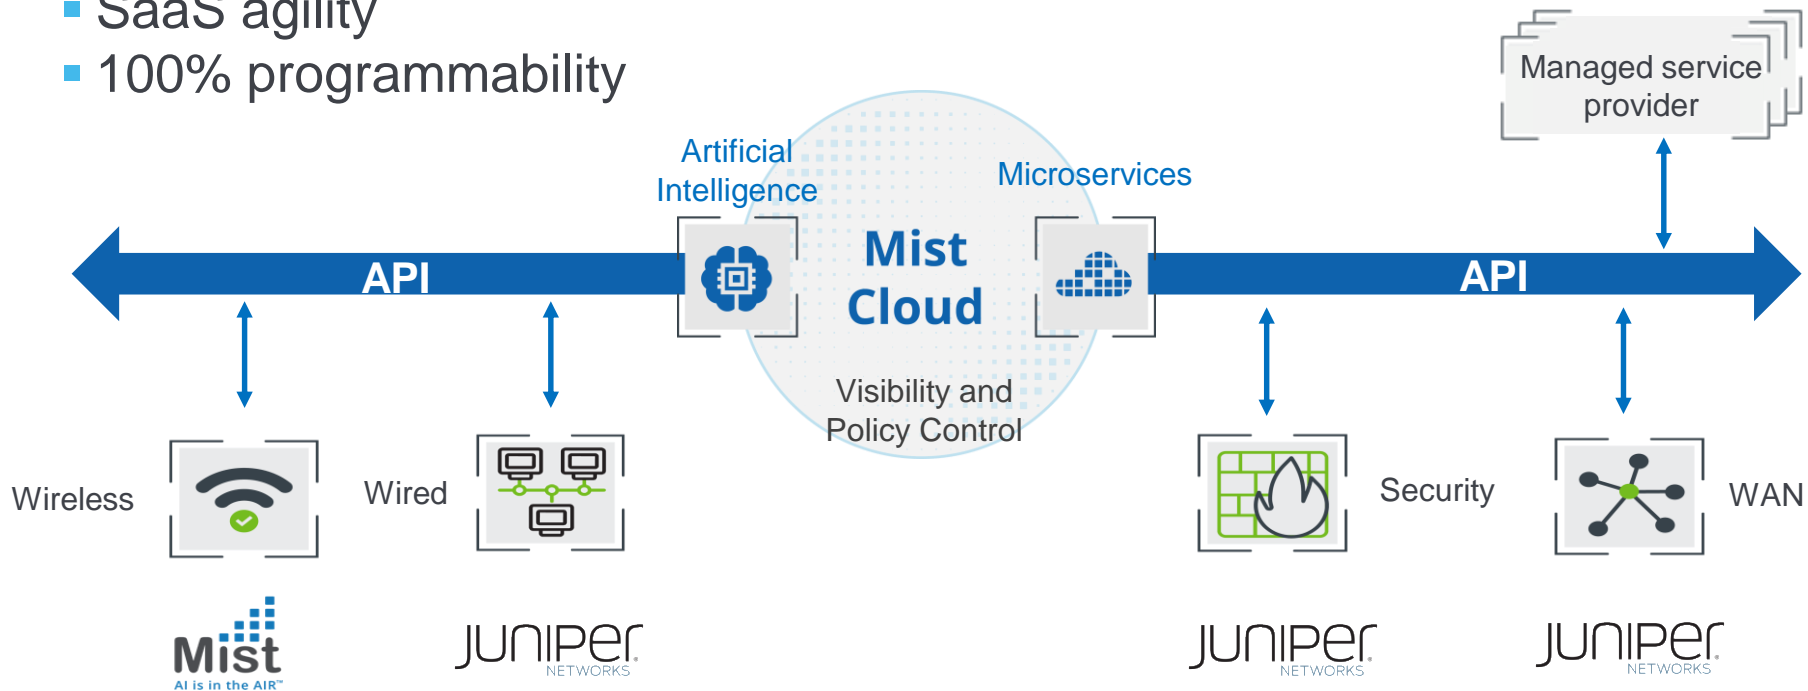 SaaS agility
100% programmability
Managed service
provider
Artificial
Intelligence
Microservices
Mist
Cloud
API
API
Visibility and
Policy Control
Wireless
Wired
Security
WAN
Mist
AI is in the AIR™
JUNIPER
NETWORKS
JUNIPER
NETWORKS
JUNIPER
NETWORKS